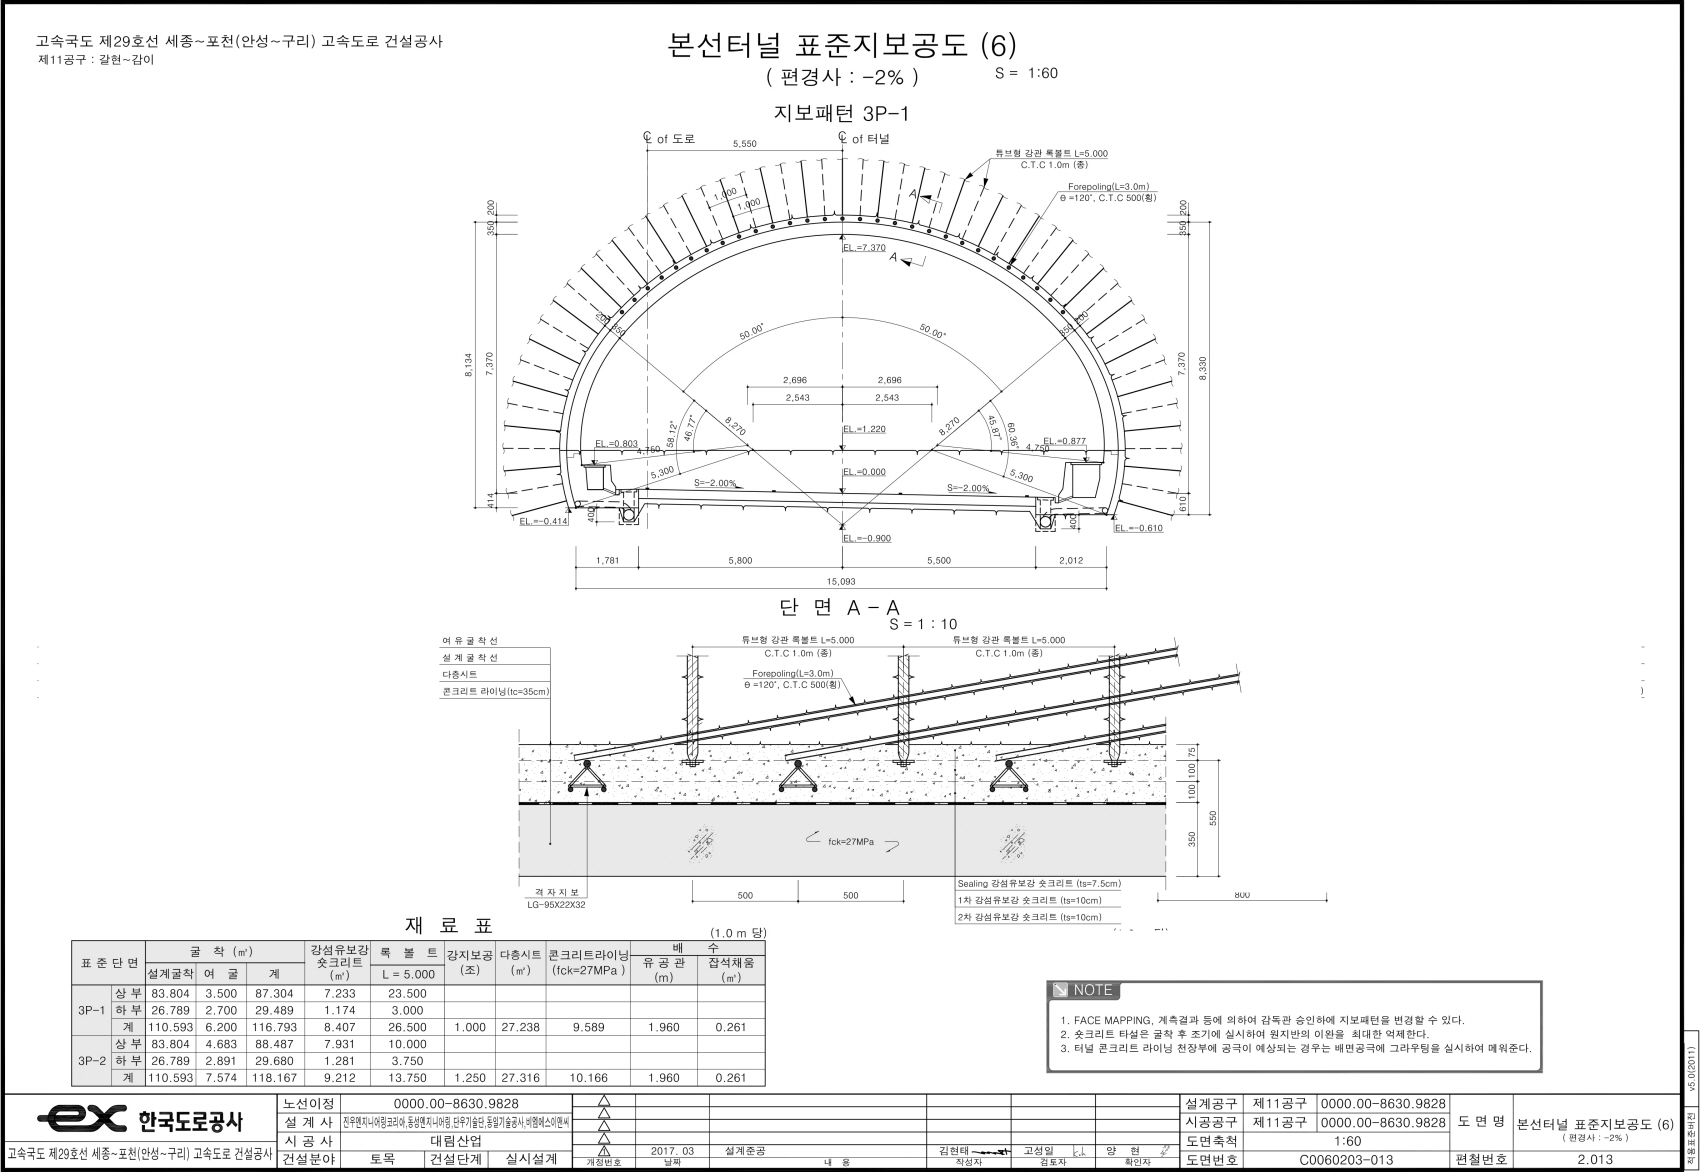 고속국도 제29호선 세종~포천(안성~구리) 고속도로 건설공사
제11공구 : 갈현~감이
본선터널 표준지보공도 (6)
( 편경사 : -2% )
S = 1:60
지보패턴 3P-1
℄ of 도로
℄ of 터널
5,550
튜브형 강관 록볼트 L=5.000
C.T.C 1.0m (종)
Forepoling(L=3.0m)
θ =120°, C.T.C 500(횡)
1,000
1,000
A
A
200
350
200
350
EL.=7.370
200
350
350
200
50.00°
50.00°
8,134
7,370
7,370
8,330
2,696
2,696
2,543
2,543
58.12°
46.77°
8,270
8,270
45.87°
60.36°
EL.=1.220
EL.=0.803
4,750
4,750
EL.=0.877
5,300
EL.=0.000
5,300
S=-2.00%
S=-2.00%
414
610
400
400
EL.=-0.414
EL.=-0.610
EL.=-0.900
1,781
5,800
5,500
2,012
15,093
단 면 A - A
S = 1 : 10
여 유 굴 착 선
설 계 굴 착 선
다층시트
콘크리트 라이닝(tc=35cm)
튜브형 강관 록볼트 L=5.000
C.T.C 1.0m (종)
튜브형 강관 록볼트 L=5.000
C.T.C 1.0m (종)
Forepoling(L=3.0m)
θ =120°, C.T.C 500(횡)
75
100
100
350
550
fck=27MPa
격 자 지 보
LG-95X22X32
500
500
Sealing 강섬유보강 숏크리트 (ts=7.5cm)
1차 강섬유보강 숏크리트 (ts=10cm)
2차 강섬유보강 숏크리트 (ts=10cm)
800
재 료 표
(1.0 m 당)
표 준 단 면 굴 착 (㎥) 강섬유보강 숏크리트 (㎥) 록 볼 트 강지보공 (조) 다층시트 (㎡) 콘크리트라이닝 (fck=27MPa ) 배 수
설계굴착 여 굴 계 L = 5.000 유 공 관 (m) 잡석채움 (㎥)
3P-1 상 부 83.804 3.500 87.304 7.233 23.500
하 부 26.789 2.700 29.489 1.174 3.000
계 110.593 6.200 116.793 8.407 26.500 1.000 27.238 9.589 1.960 0.261
3P-2 상 부 83.804 4.683 88.487 7.931 10.000
하 부 26.789 2.891 29.680 1.281 3.750
계 110.593 7.574 118.167 9.212 13.750 1.250 27.316 10.166 1.960 0.261
NOTE
1. FACE MAPPING, 계측결과 등에 의하여 감독관 승인하에 지보패턴을 변경할 수 있다.
2. 숏크리트 타설은 굴착 후 조기에 실시하여 원지반의 이완을 최대한 억제한다.
3. 터널 콘크리트 라이닝 천장부에 공극이 예상되는 경우는 배면공극에 그라우팅을 실시하여 메워준다.
v5.0(2011)
적용표준버전
ex 한국도로공사
고속국도 제29호선 세종~포천(안성~구리) 고속도로 건설공사
노선이정 0000.00-8630.9828
설 계 사 진우엔지니어링코리아,동성엔지니어링,단우기술단,동일기술공사,비엠에스이앤씨
시 공 사 대림산업
건설분야 토목 건설단계 실시설계
2017. 03 설계준공 김현태 고성일 양 현
개정번호 날짜 내 용 작성자 검토자 확인자
설계공구 제11공구 0000.00-8630.9828
시공공구 제11공구 0000.00-8630.9828
도면축척 1:60
도면번호 C0060203-013
도 면 명 본선터널 표준지보공도 (6)
( 편경사 : -2% )
편철번호 2.013